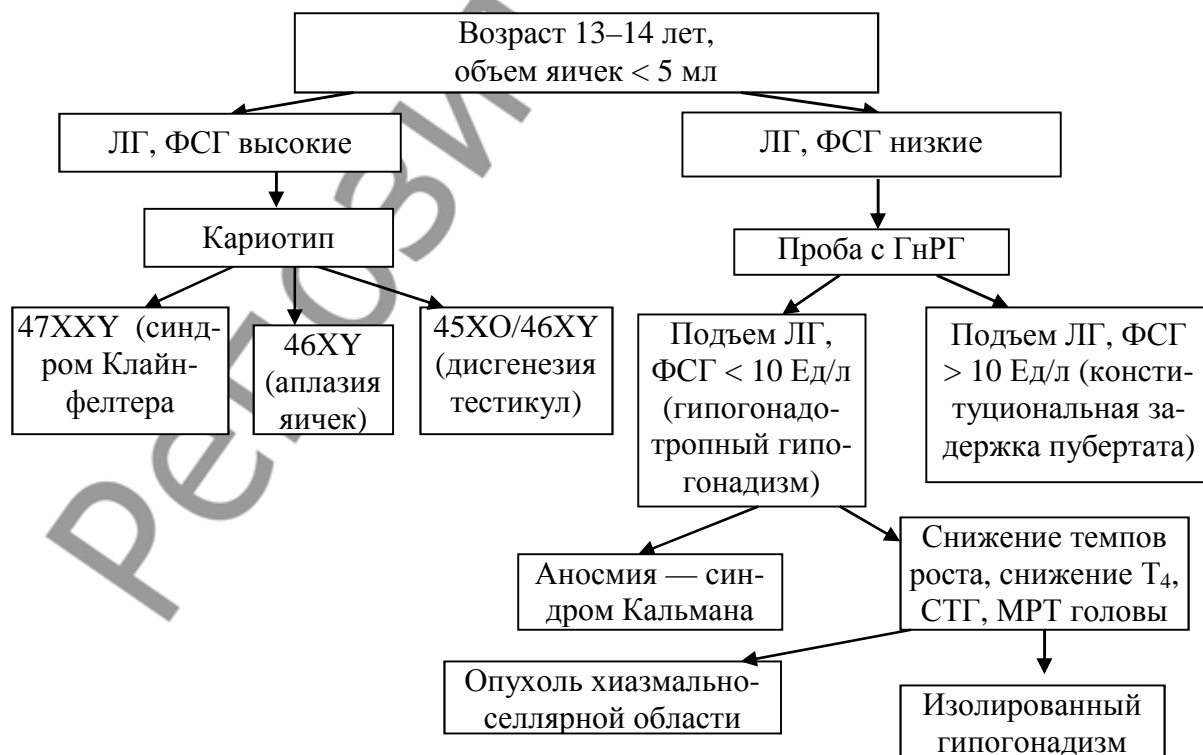 Возраст 13–14 лет,
объем яичек < 5 мл
ЛГ, ФСГ высокие
ЛГ, ФСГ низкие
Кариотип
Проба с ГнРГ
47XXY (синд-
ром Клайн-
фелтера
46XY
(аплазия
яичек)
45XO/46XY
(дисгенезия
тестикул)
Подъем ЛГ,
ФСГ < 10 Ед/л
(гипогонадо-
тропный гипо-
гонадизм)
Подъем ЛГ, ФСГ
> 10 Ед/л (консти-
туциональная за-
держка пубертата)
Аносмия — син-
дром Кальмана
Снижение темпов
роста, снижение T₄,
СТГ, МРТ головы
Опухоль хиазмально-
селлярной области
Изолированный
гипогонадизм
Репози